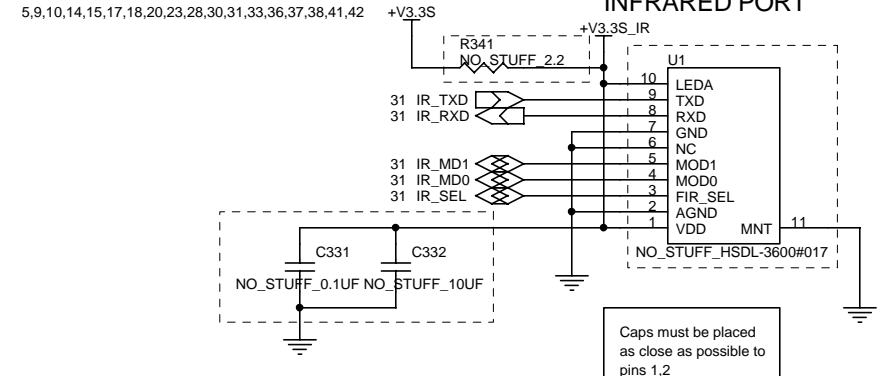 INFRARED PORT
5,9,10,14,15,17,18,20,23,28,30,31,33,36,37,38,41,42
+V3.3S
+V3.3S_IR
R341
NO_STUFF_2.2
U1
10 LEDA
31 IR_TXD 9 TXD
31 IR_RXD 8 RXD
7 GND
6 NC
31 IR_MD1 5 MOD1
31 IR_MD0 4 MOD0
31 IR_SEL 3 FIR_SEL
2 AGND
1 VDD MNT 11
NO_STUFF_HSDL-3600#017
C331 C332
NO_STUFF_0.1UF NO_STUFF_10UF
Caps must be placed
as close as possible to
pins 1,2